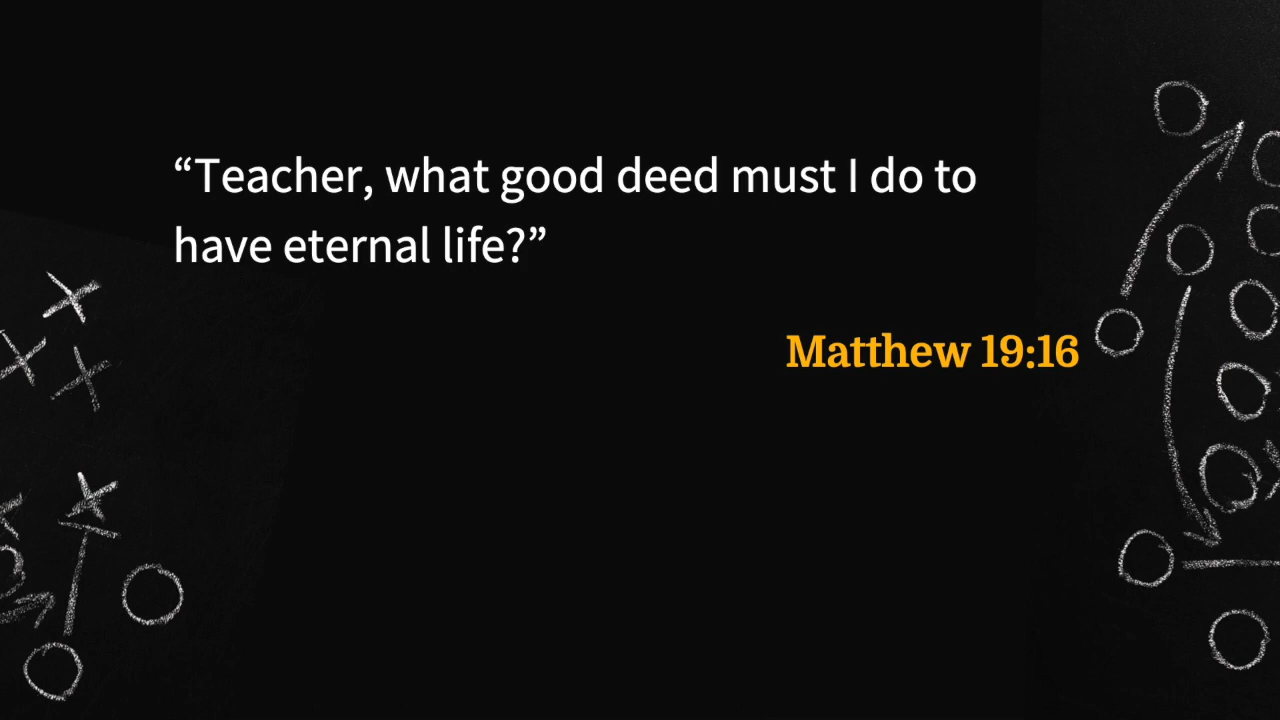 “Teacher, what good deed must I do to
have eternal life?”
Matthew 19:16